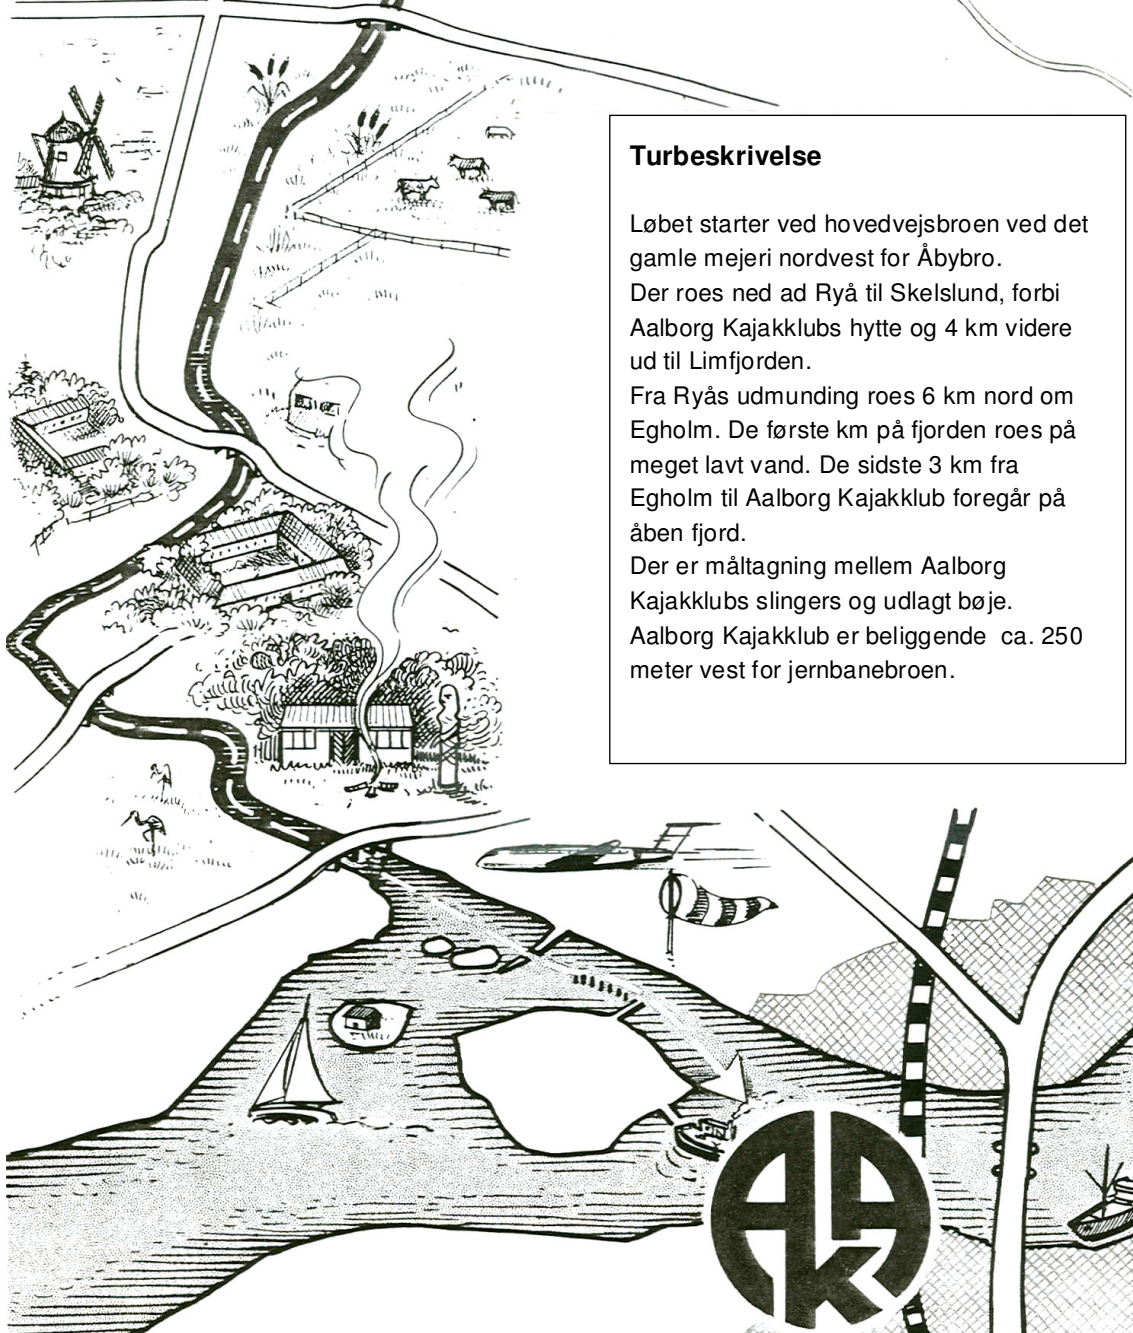 Turbeskrivelse
Løbet starter ved hovedvejsbroen ved det
gamle mejeri nordvest for Åbybro.
Der roes ned ad Ryå til Skelslund, forbi
Aalborg Kajakklubs hytte og 4 km videre
ud til Limfjorden.
Fra Ryås udmunding roes 6 km nord om
Egholm. De første km på fjorden roes på
meget lavt vand. De sidste 3 km fra
Egholm til Aalborg Kajakklub foregår på
åben fjord.
Der er måltagning mellem Aalborg
Kajakklubs slingers og udlagt bøje.
Aalborg Kajakklub er beliggende  ca. 250
meter vest for jernbanebroen.
AAK